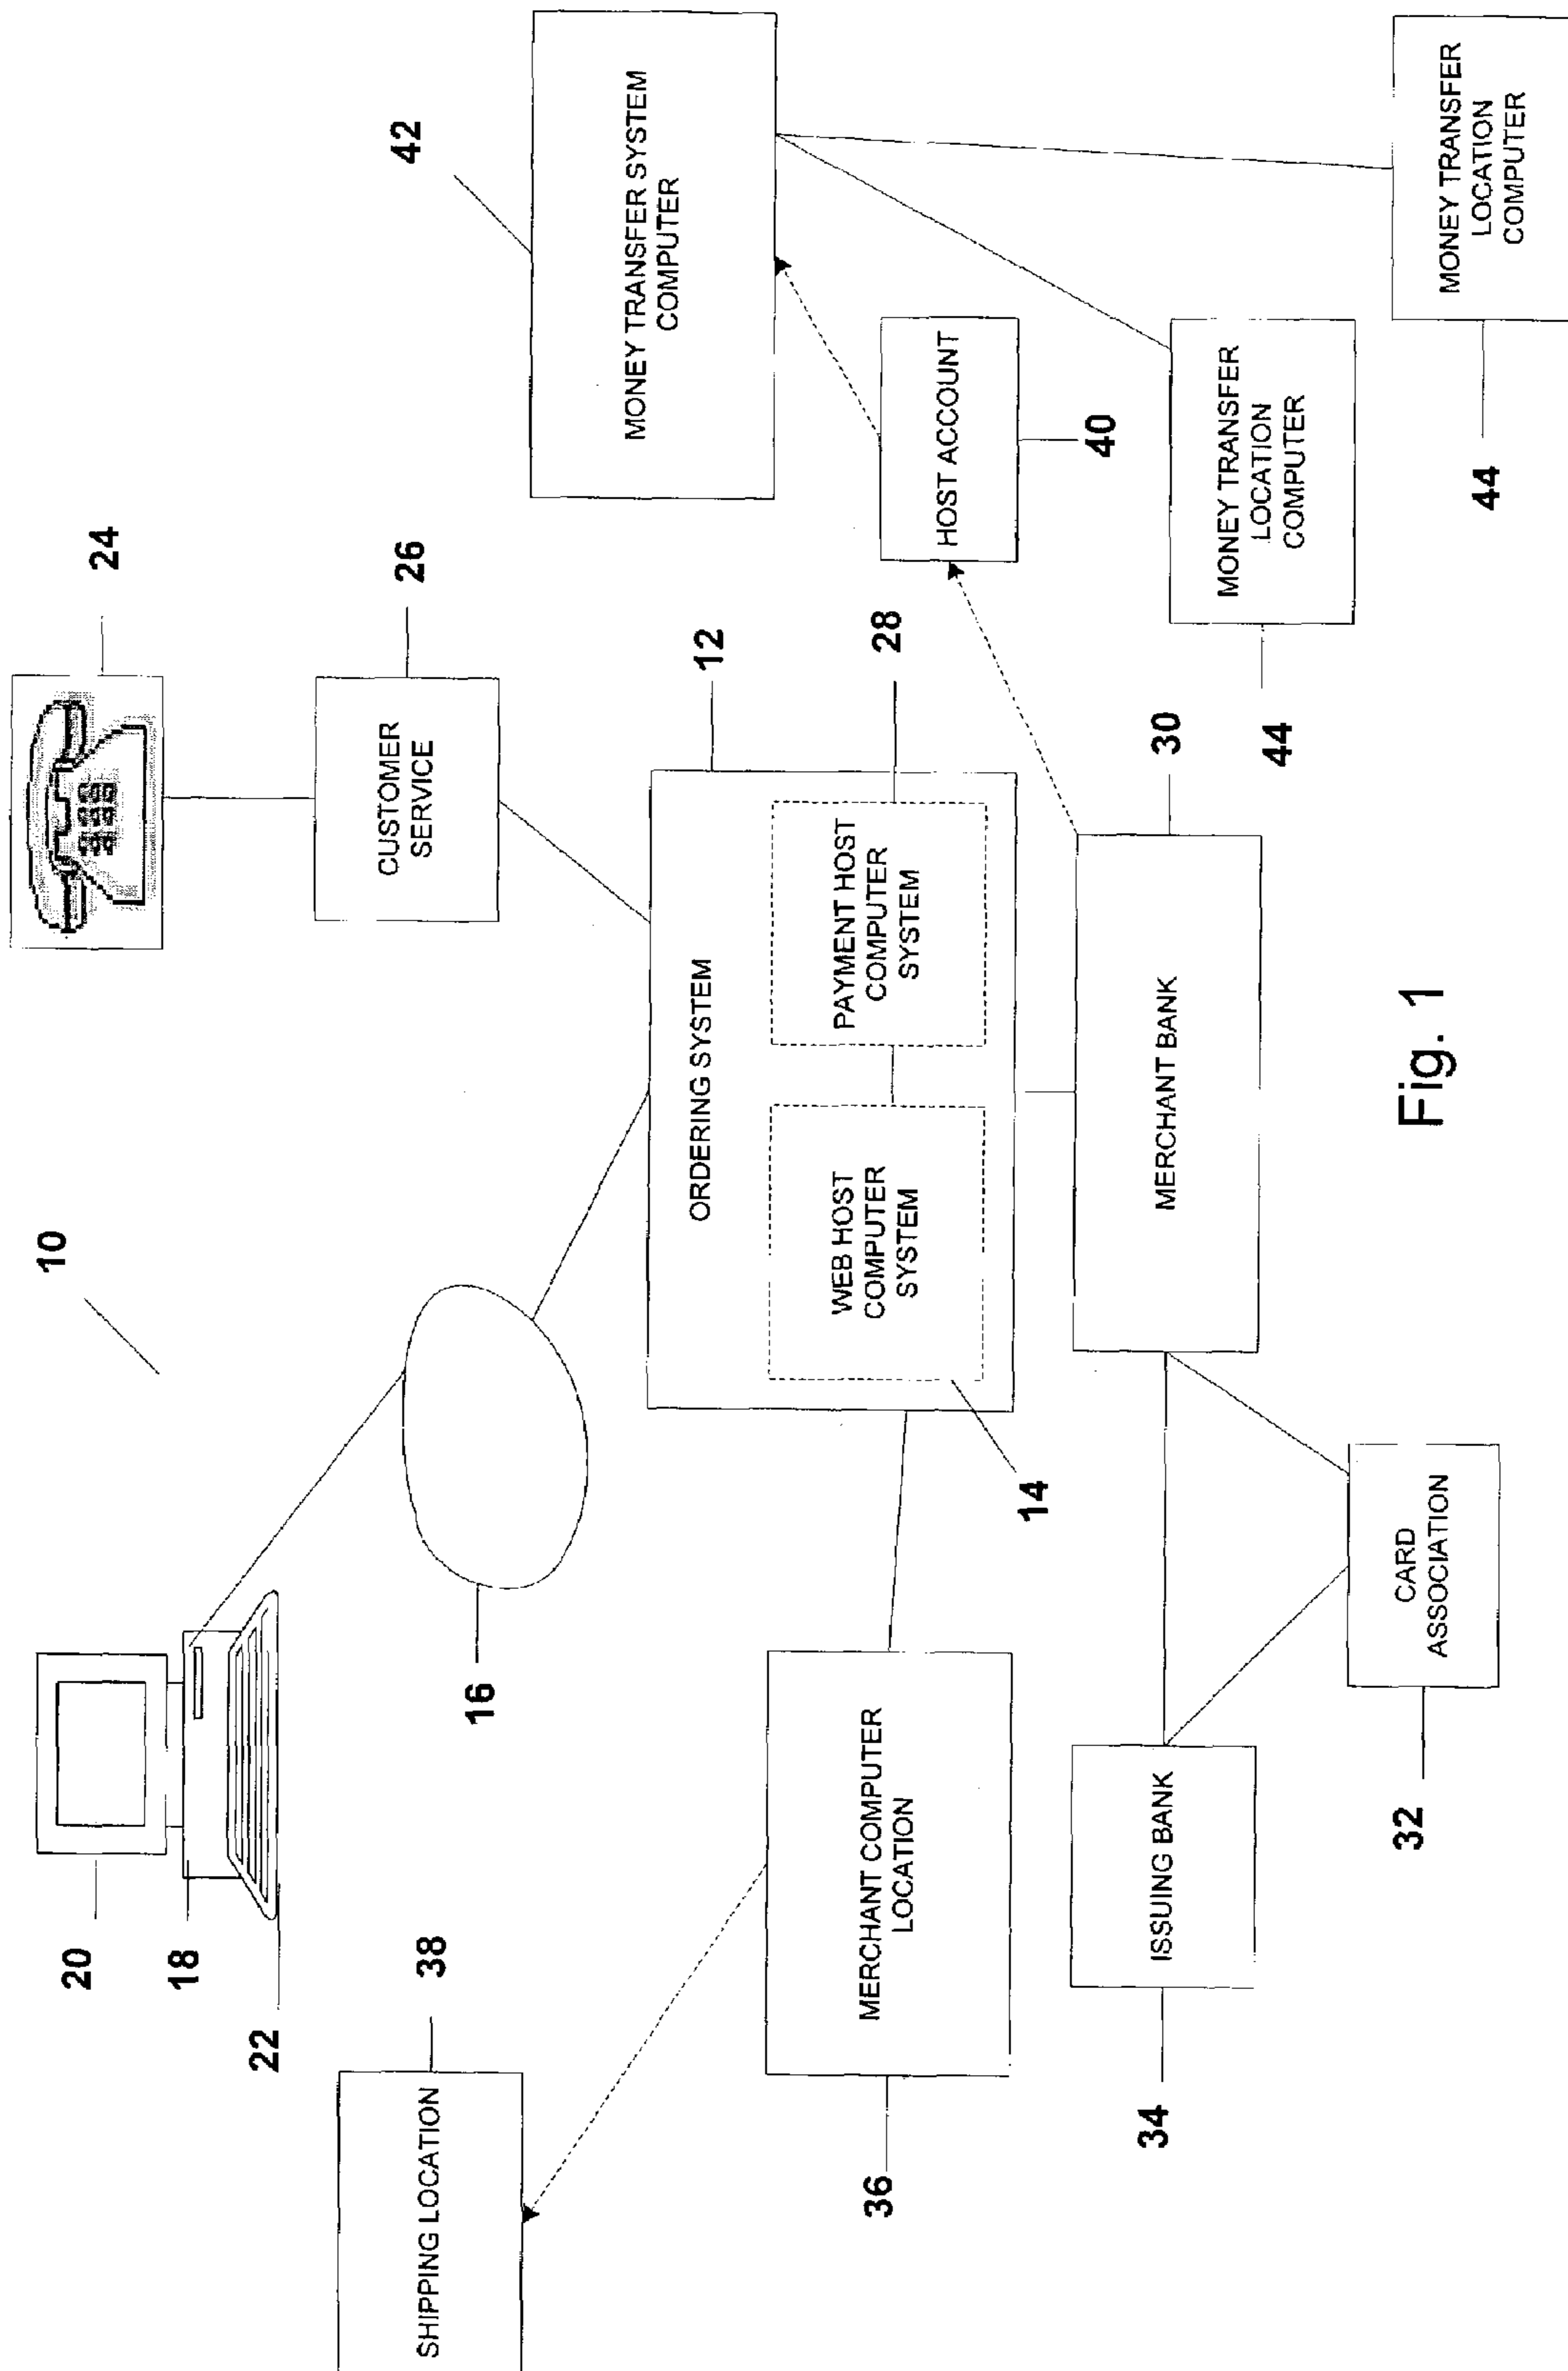 10
20
18
22
16
24
CUSTOMER
SERVICE
26
42
MONEY TRANSFER SYSTEM
COMPUTER
SHIPPING LOCATION
38
ORDERING SYSTEM
12
WEB HOST
COMPUTER
SYSTEM
14
PAYMENT HOST
COMPUTER
SYSTEM
28
HOST ACCOUNT
40
MERCHANT COMPUTER
LOCATION
36
MERCHANT BANK
30
ISSUING BANK
34
CARD
ASSOCIATION
32
MONEY TRANSFER
LOCATION
COMPUTER
44
MONEY TRANSFER
LOCATION
COMPUTER
44
Fig. 1